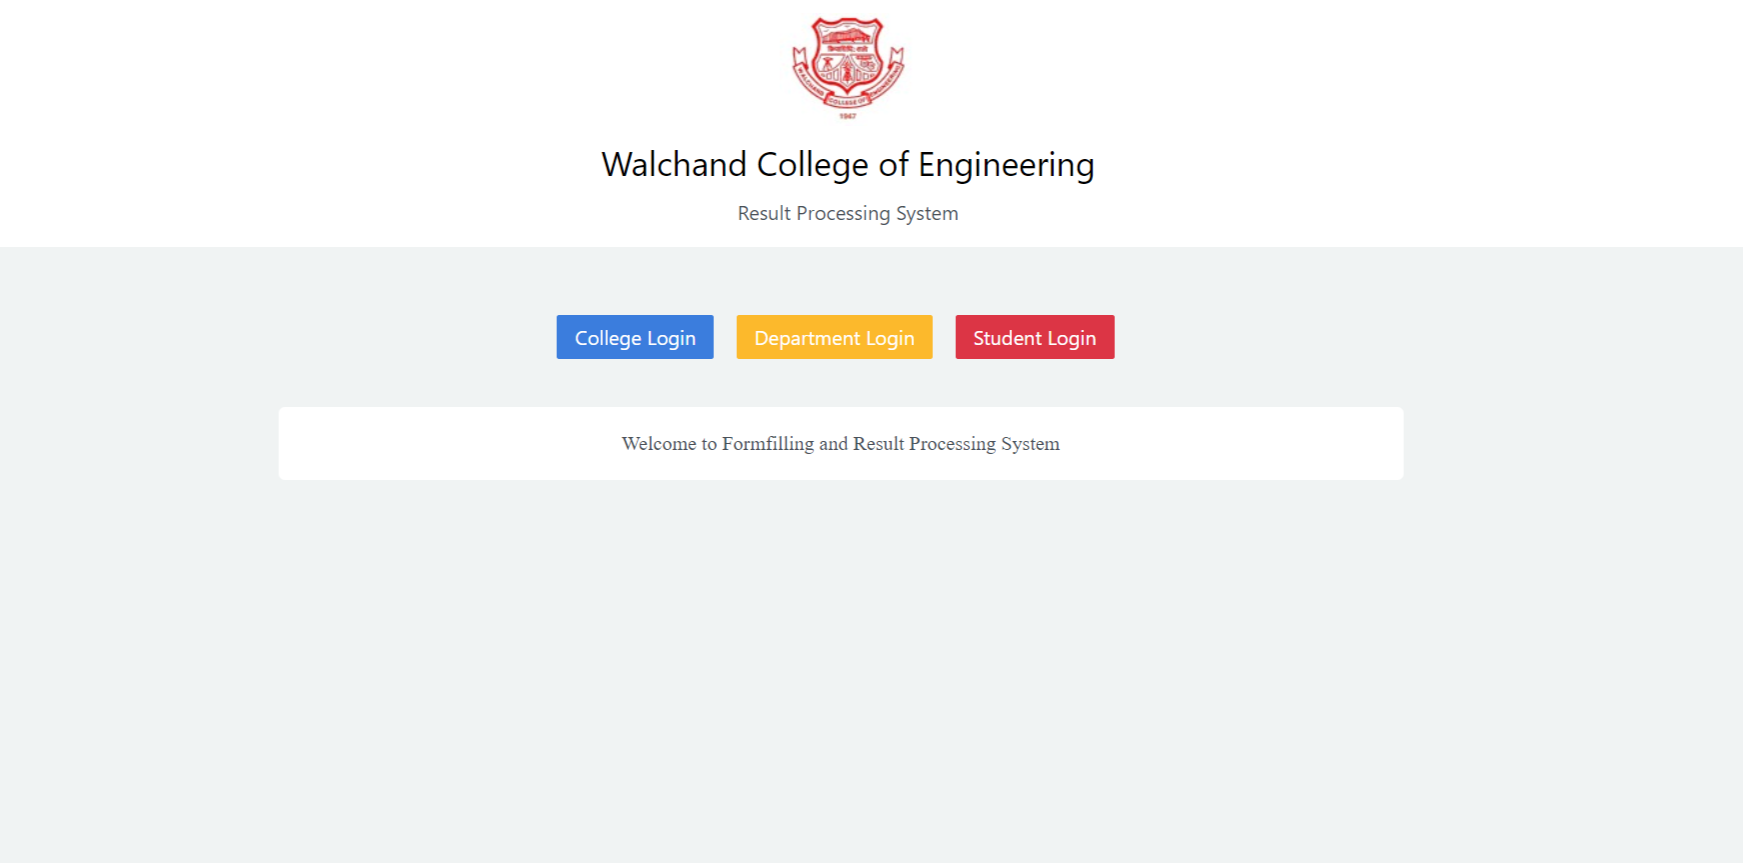 WALCHAND COLLEGE OF ENGINEERING
1947
Walchand College of Engineering
Result Processing System
College Login Department Login Student Login
Welcome to Formfilling and Result Processing System